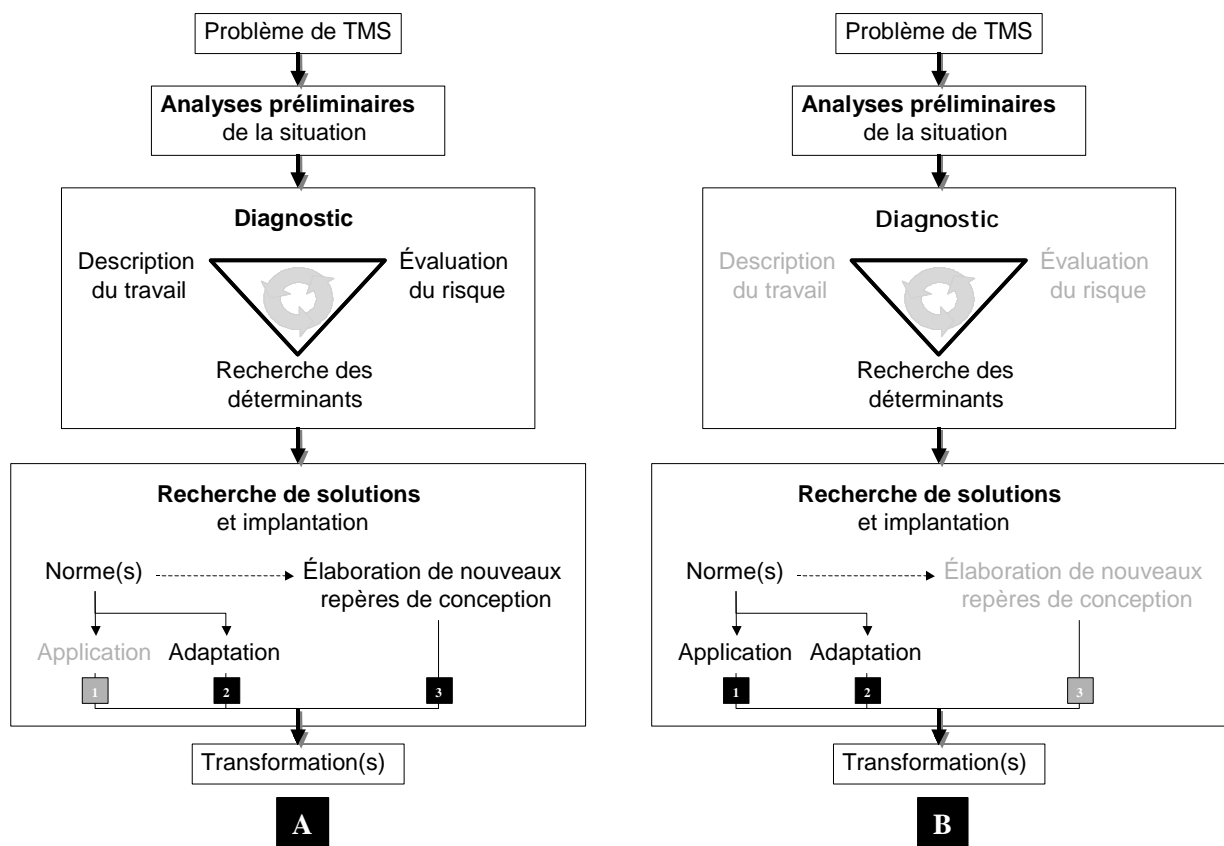 Problème de TMS
Analyses préliminaires
de la situation
Diagnostic
Description
du travail
Évaluation
du risque
Recherche des
déterminants
Recherche de solutions
et implantation
Norme(s)
Élaboration de nouveaux
repères de conception
Application
Adaptation
1
2
3
Transformation(s)
A
Problème de TMS
Analyses préliminaires
de la situation
Diagnostic
Description
du travail
Évaluation
du risque
Recherche des
déterminants
Recherche de solutions
et implantation
Norme(s)
Élaboration de nouveaux
repères de conception
Application
Adaptation
1
2
3
Transformation(s)
B